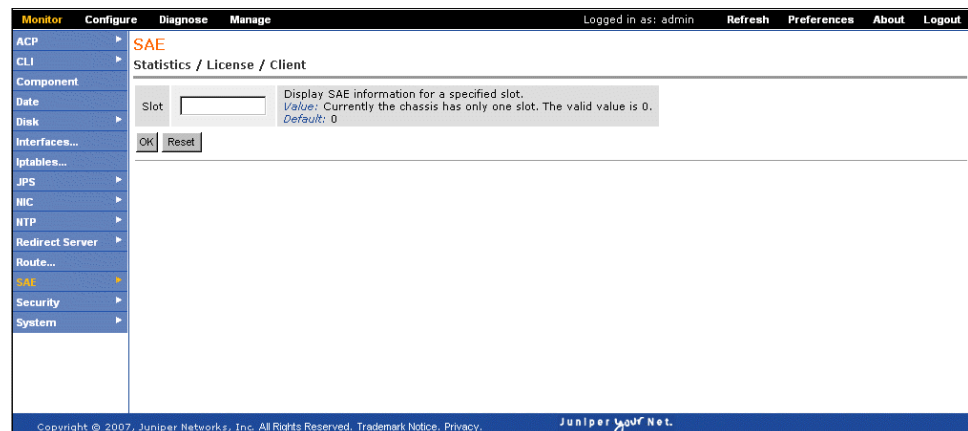 Monitor Configure Diagnose Manage Logged in as: admin Refresh Preferences About Logout
ACP
CLI
Component
Date
Disk
Interfaces...
Iptables...
JPS
NIC
NTP
Redirect Server
Route...
SAE
Security
System
SAE
Statistics / License / Client
Slot
Display SAE information for a specified slot.
Value: Currently the chassis has only one slot. The valid value is 0.
Default: 0
OK Reset
Copyright © 2007, Juniper Networks, Inc. All Rights Reserved. Trademark Notice. Privacy.
Juniper your Net.